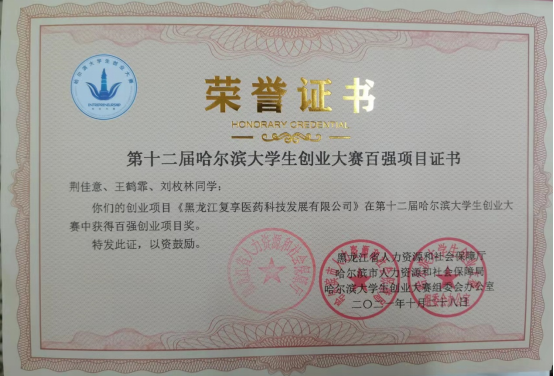 荣誉证书
HONORARY CREDENTIAL
第十二届哈尔滨大学生创业大赛百强项目证书
荆佳意、王鹤霏、刘枚林同学:
你们的创业项目《黑龙江复享医药科技发展有限公司》在第十二届哈尔滨大学生创业大
赛中获得百强创业项目奖。
特发此证,以资鼓励。
黑龙江省人力资源和社会保障厅
哈尔滨市人力资源和社会保障局
哈尔滨大学生创业大赛组委会办公室